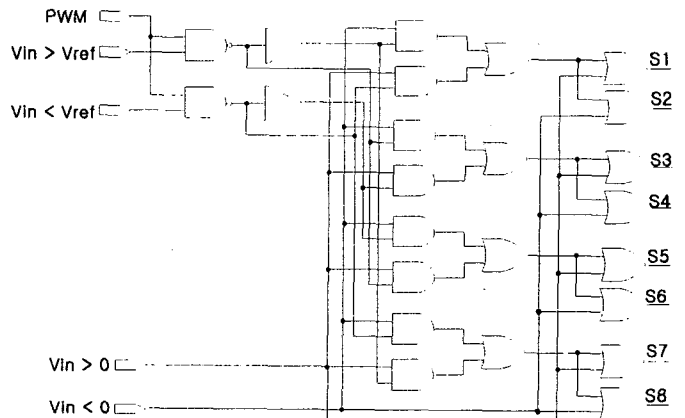 PWM
Vin > Vref
Vin < Vref
S1
S2
S3
S4
S5
S6
S7
S8
Vin > 0
Vin < 0